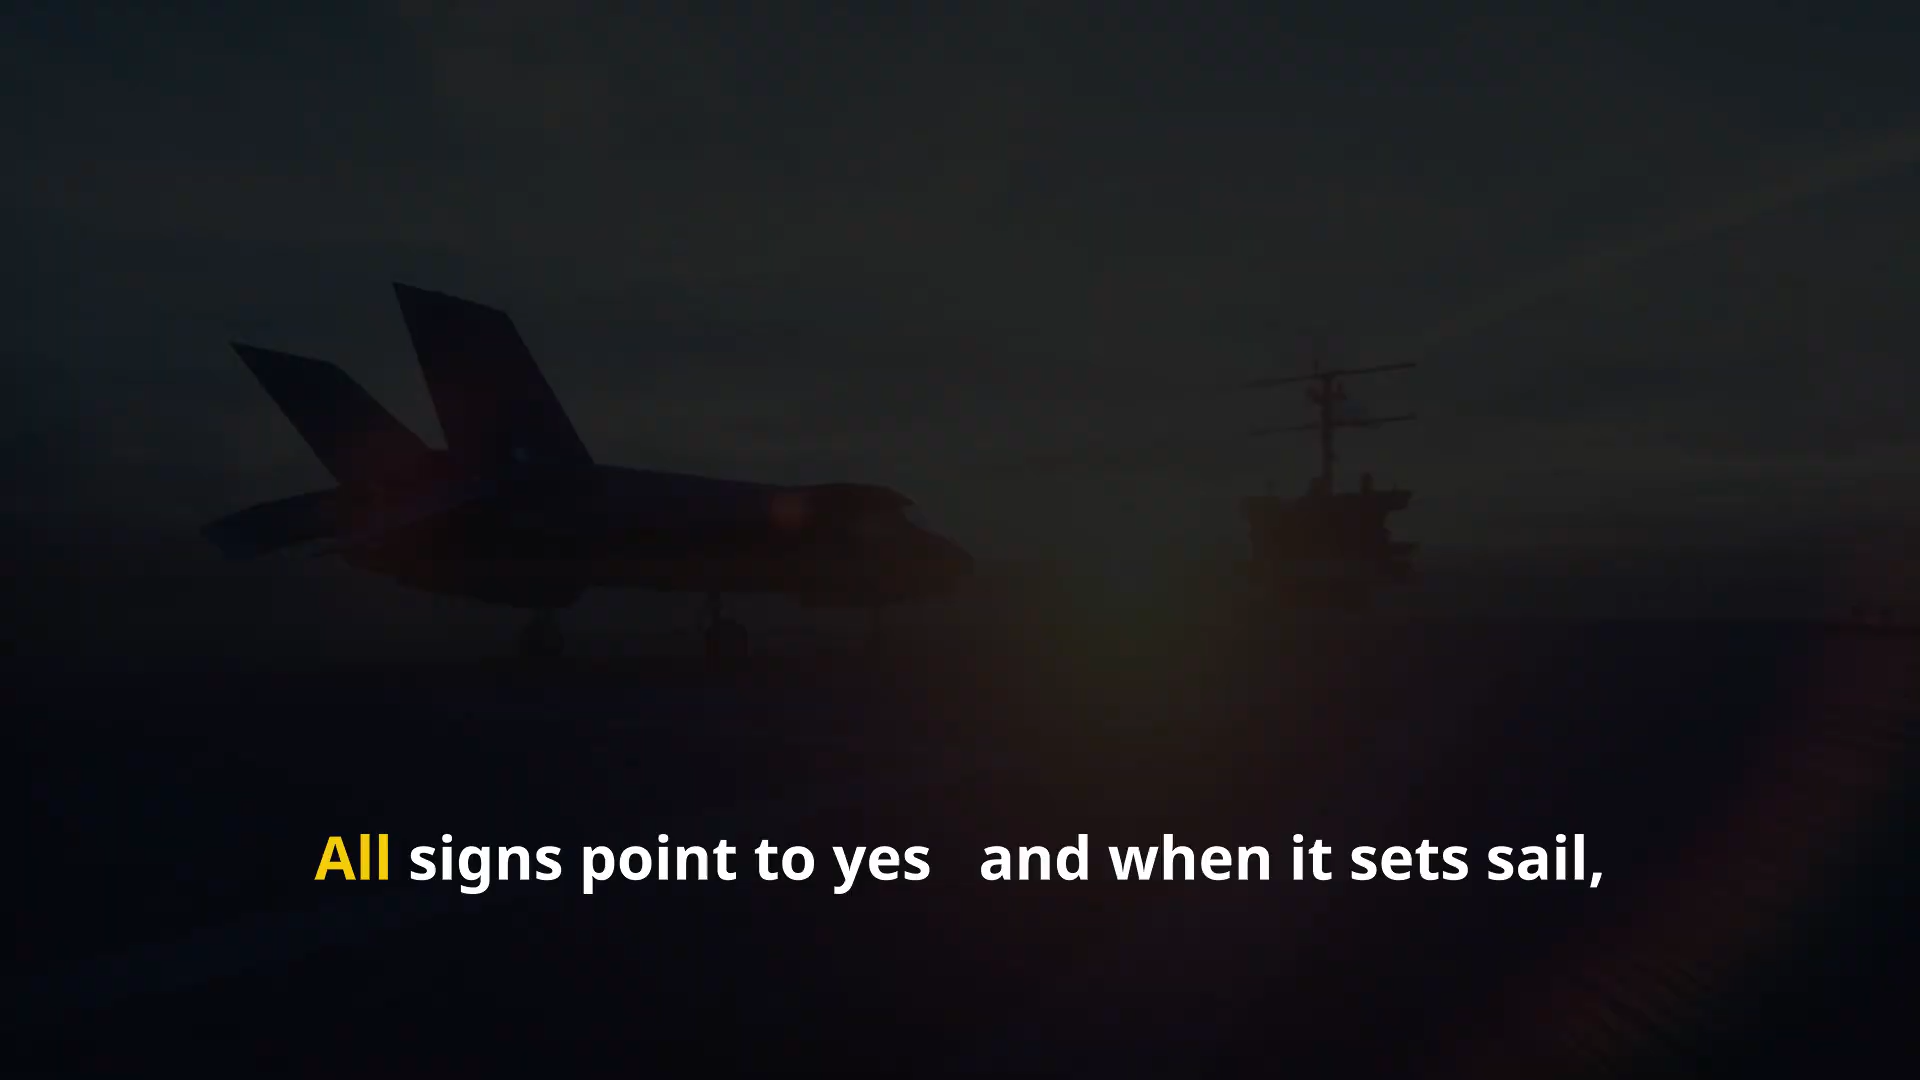 All signs point to yes and when it sets sail,